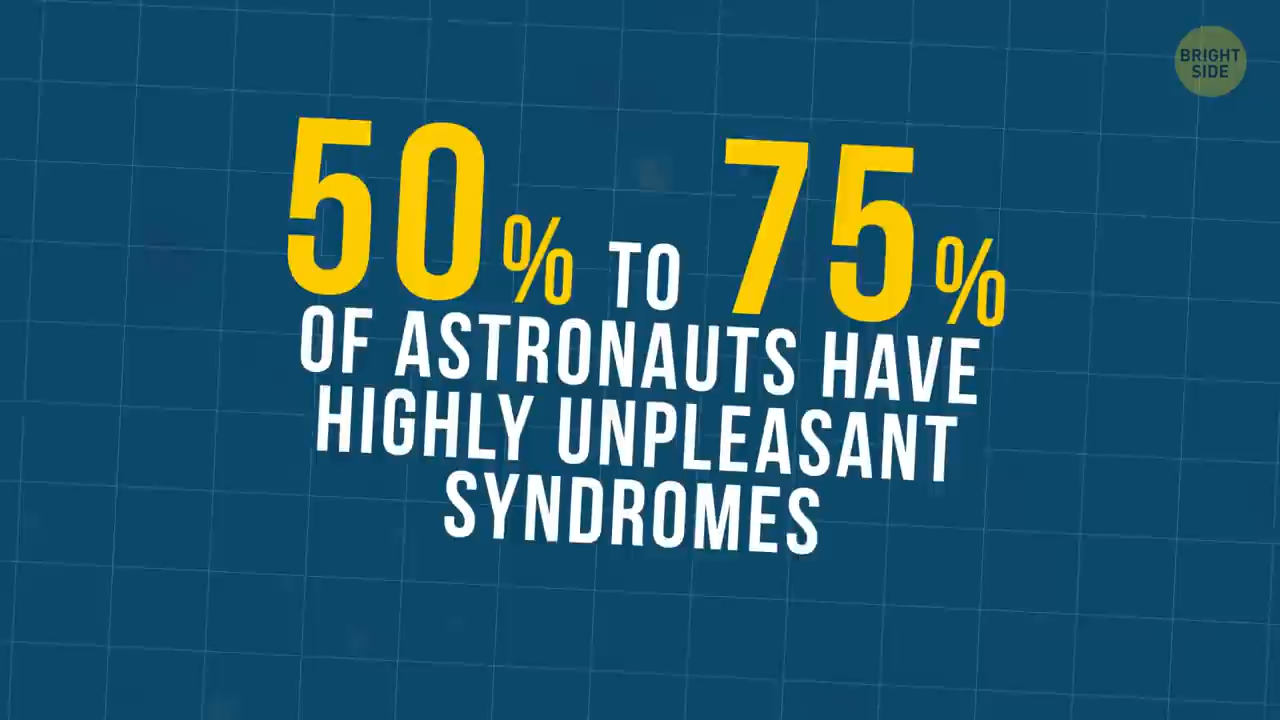 BRIGHT
SIDE
50% TO 75%
OF ASTRONAUTS HAVE
HIGHLY UNPLEASANT
SYNDROMES